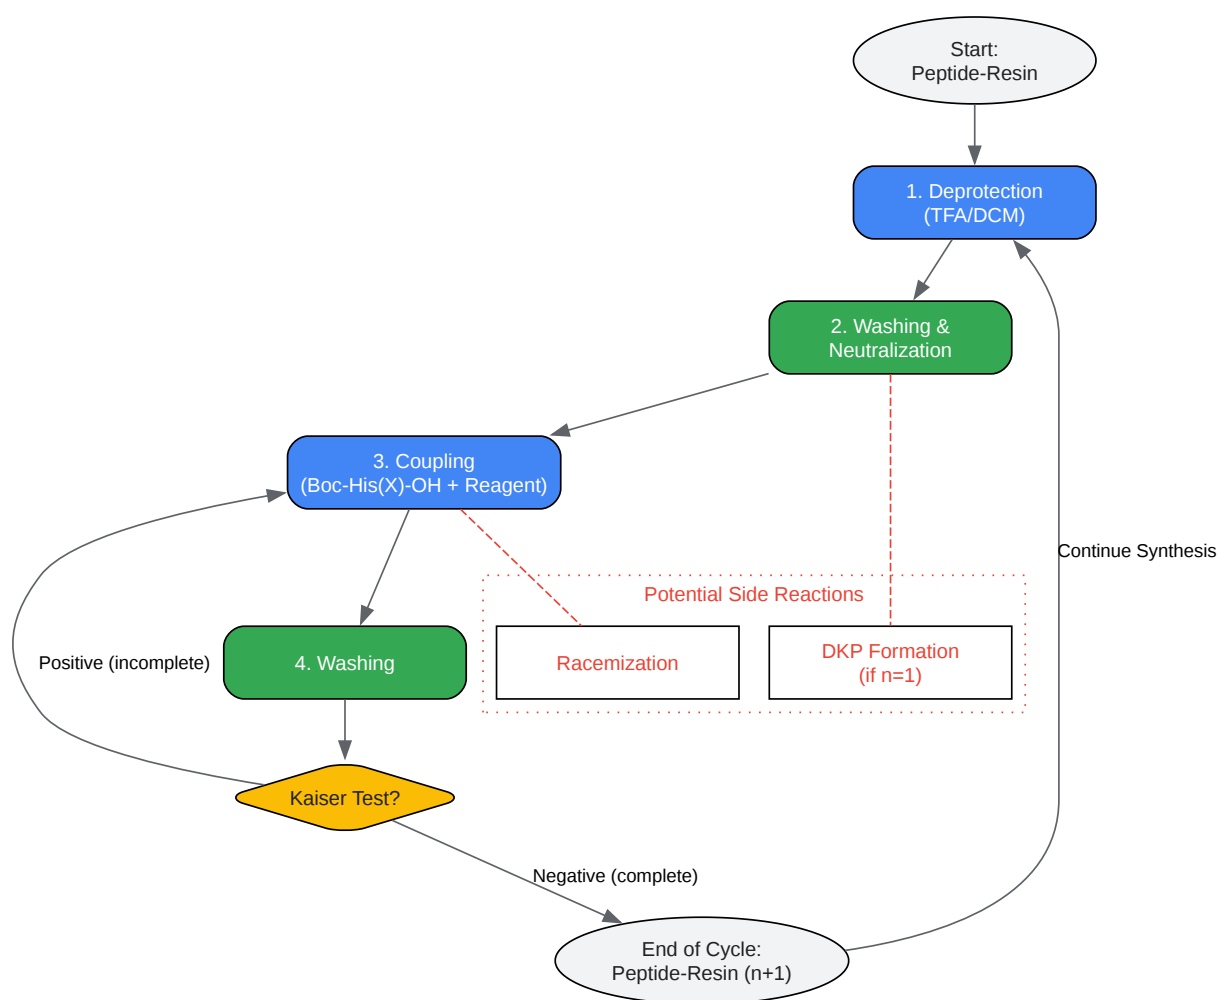 Start:
Peptide-Resin
1. Deprotection
(TFA/DCM)
2. Washing &
Neutralization
3. Coupling
(Boc-His(X)-OH + Reagent)
Continue Synthesis
Potential Side Reactions
Positive (incomplete)
4. Washing
Racemization
DKP Formation
(if n=1)
Kaiser Test?
Negative (complete)
End of Cycle:
Peptide-Resin (n+1)